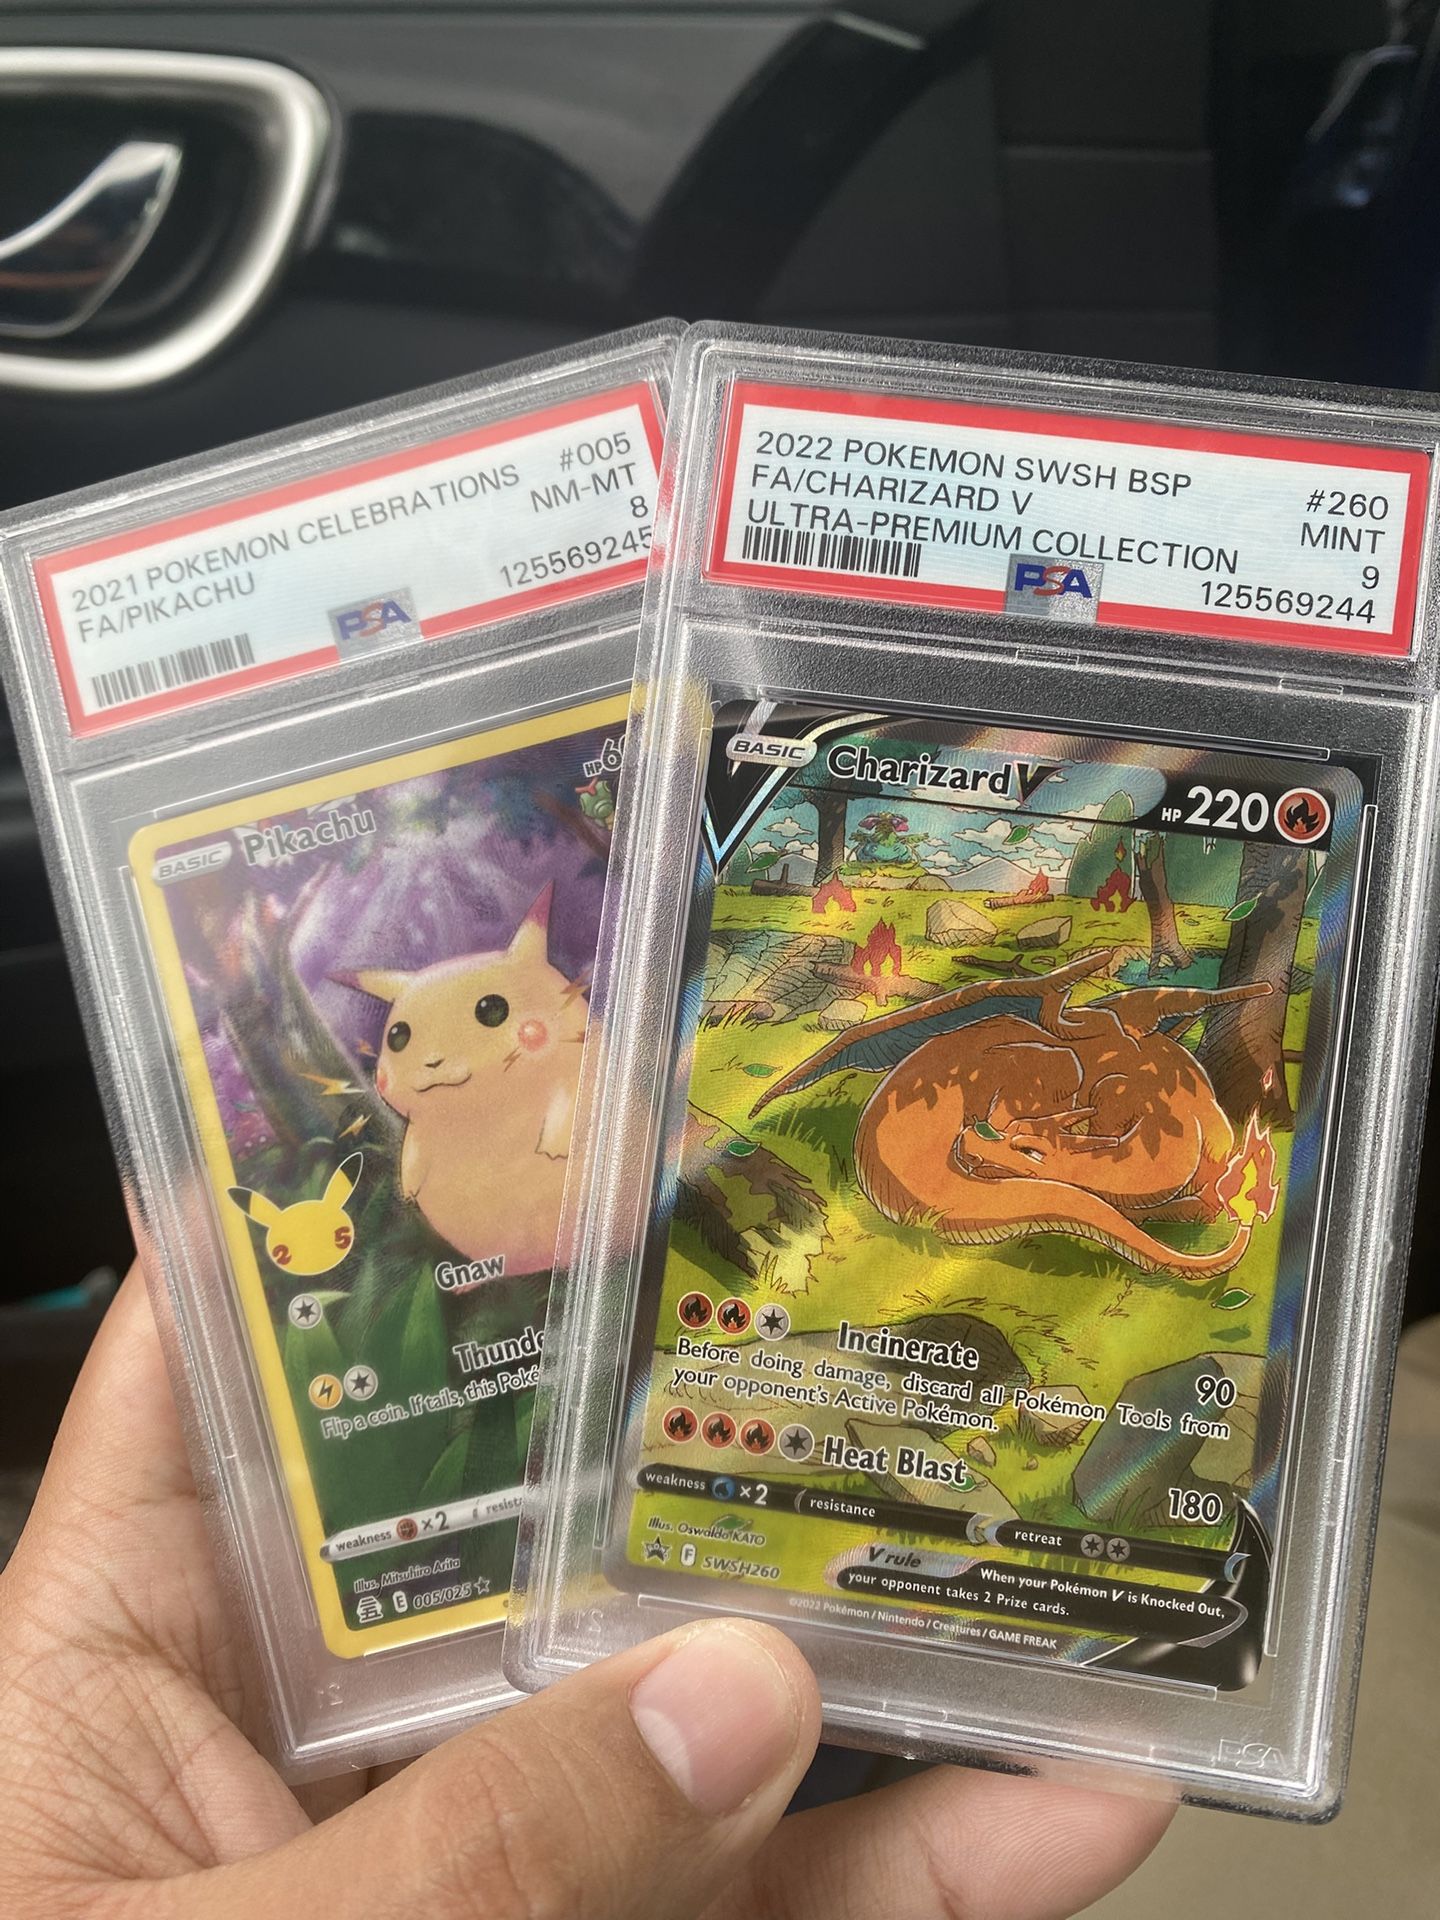 2021 POKEMON CELEBRATIONS #005
FA/PIKACHU NM-MT
8
125569245
PSA
BASIC Pikachu HP
2 5
Gnaw
Flip a coin. If tails, this
weakness ×2
Illus. Mitsuhiro Arita
E 005/025
2022 POKEMON SWSH BSP #260
FA/CHARIZARD V MINT
ULTRA-PREMIUM COLLECTION 9
125569244
PSA
BASIC Charizard V HP 220
Incinerate 90
Before doing damage, discard all Pokémon Tools from
your opponent's Active Pokémon.
Heat Blast 180
weakness ×2 resistance retreat
Illus. Oswaldo KATO
F SWSH260
V rule When your Pokémon V is Knocked Out,
your opponent takes 2 Prize cards.
©2022 Pokémon / Nintendo / Creatures / GAME FREAK
PSA